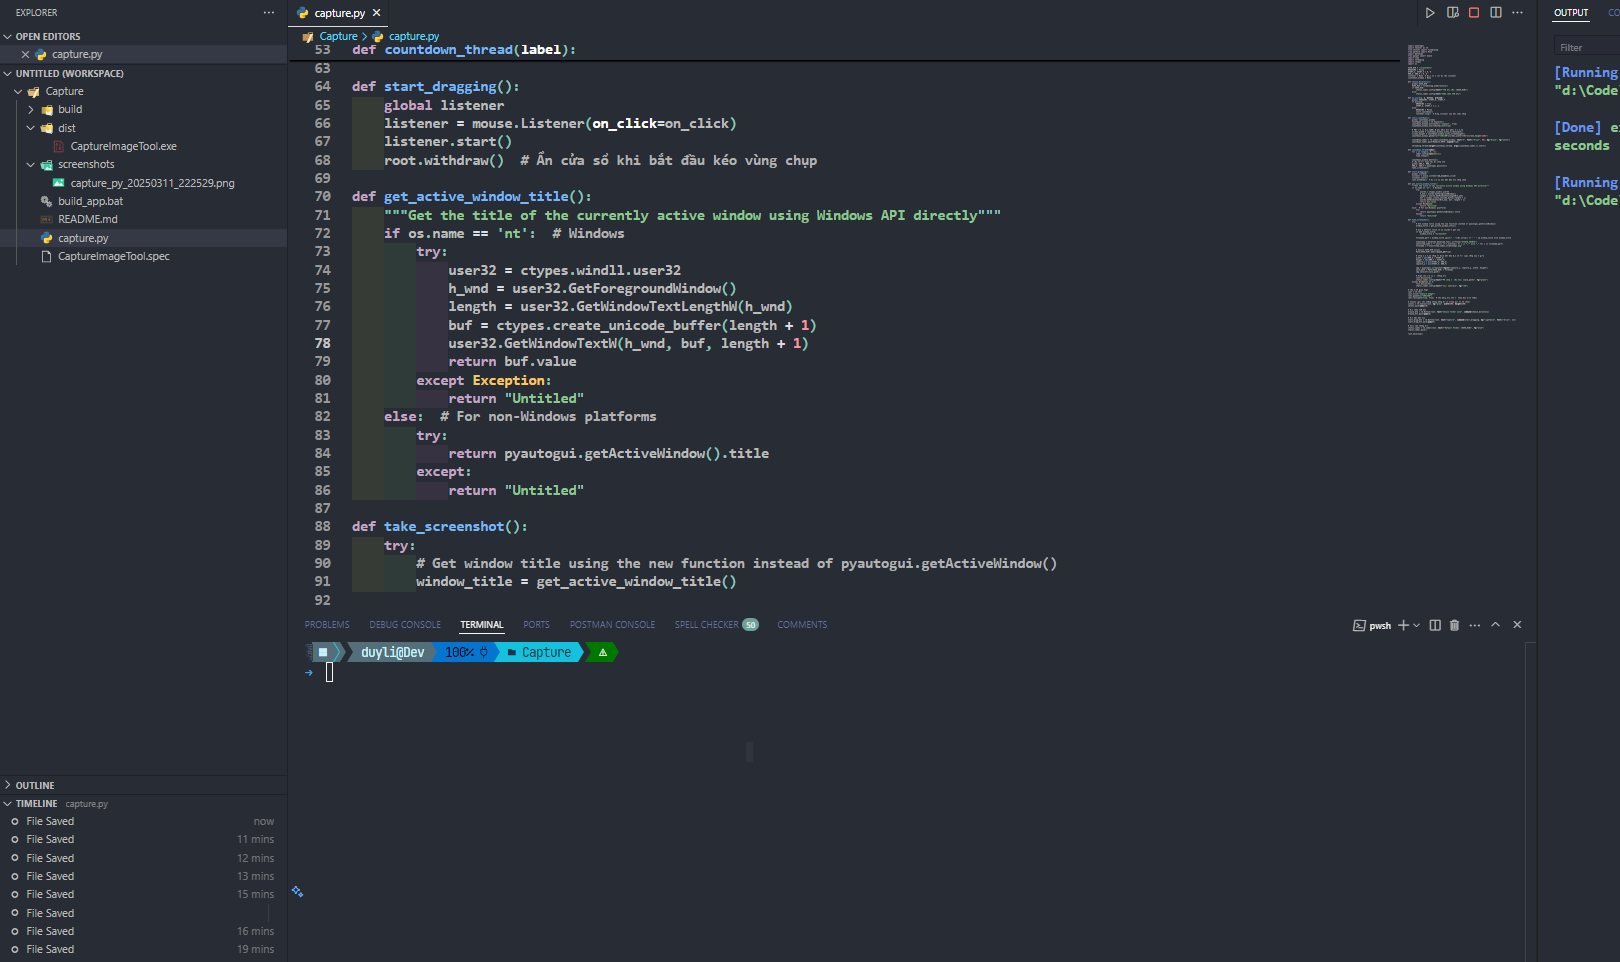 EXPLORER
OPEN EDITORS
capture.py
UNTITLED (WORKSPACE)
Capture
build
dist
CaptureImageTool.exe
screenshots
capture_py_20250311_222529.png
build_app.bat
README.md
capture.py
CaptureImageTool.spec
OUTLINE
TIMELINE capture.py
File Saved now
File Saved 11 mins
File Saved 12 mins
File Saved 13 mins
File Saved 15 mins
File Saved
File Saved 16 mins
File Saved 19 mins
capture.py
Capture > capture.py
53 def countdown_thread(label):
63
64 def start_dragging():
65 global listener
66 listener = mouse.Listener(on_click=on_click)
67 listener.start()
68 root.withdraw()  # Ẩn cửa sổ khi bắt đầu kéo vùng chụp
69
70 def get_active_window_title():
71 """Get the title of the currently active window using Windows API directly"""
72 if os.name == 'nt':  # Windows
73 try:
74 user32 = ctypes.windll.user32
75 h_wnd = user32.GetForegroundWindow()
76 length = user32.GetWindowTextLengthW(h_wnd)
77 buf = ctypes.create_unicode_buffer(length + 1)
78 user32.GetWindowTextW(h_wnd, buf, length + 1)
79 return buf.value
80 except Exception:
81 return "Untitled"
82 else:  # For non-Windows platforms
83 try:
84 return pyautogui.getActiveWindow().title
85 except:
86 return "Untitled"
87
88 def take_screenshot():
89 try:
90 # Get window title using the new function instead of pyautogui.getActiveWindow()
91 window_title = get_active_window_title()
92
PROBLEMS DEBUG CONSOLE TERMINAL PORTS POSTMAN CONSOLE SPELL CHECKER 50 COMMENTS
pwsh
duyli@Dev 100% Capture
OUTPUT CO
Filter
[Running
"d:\Code
[Done] e
seconds
[Running
"d:\Code